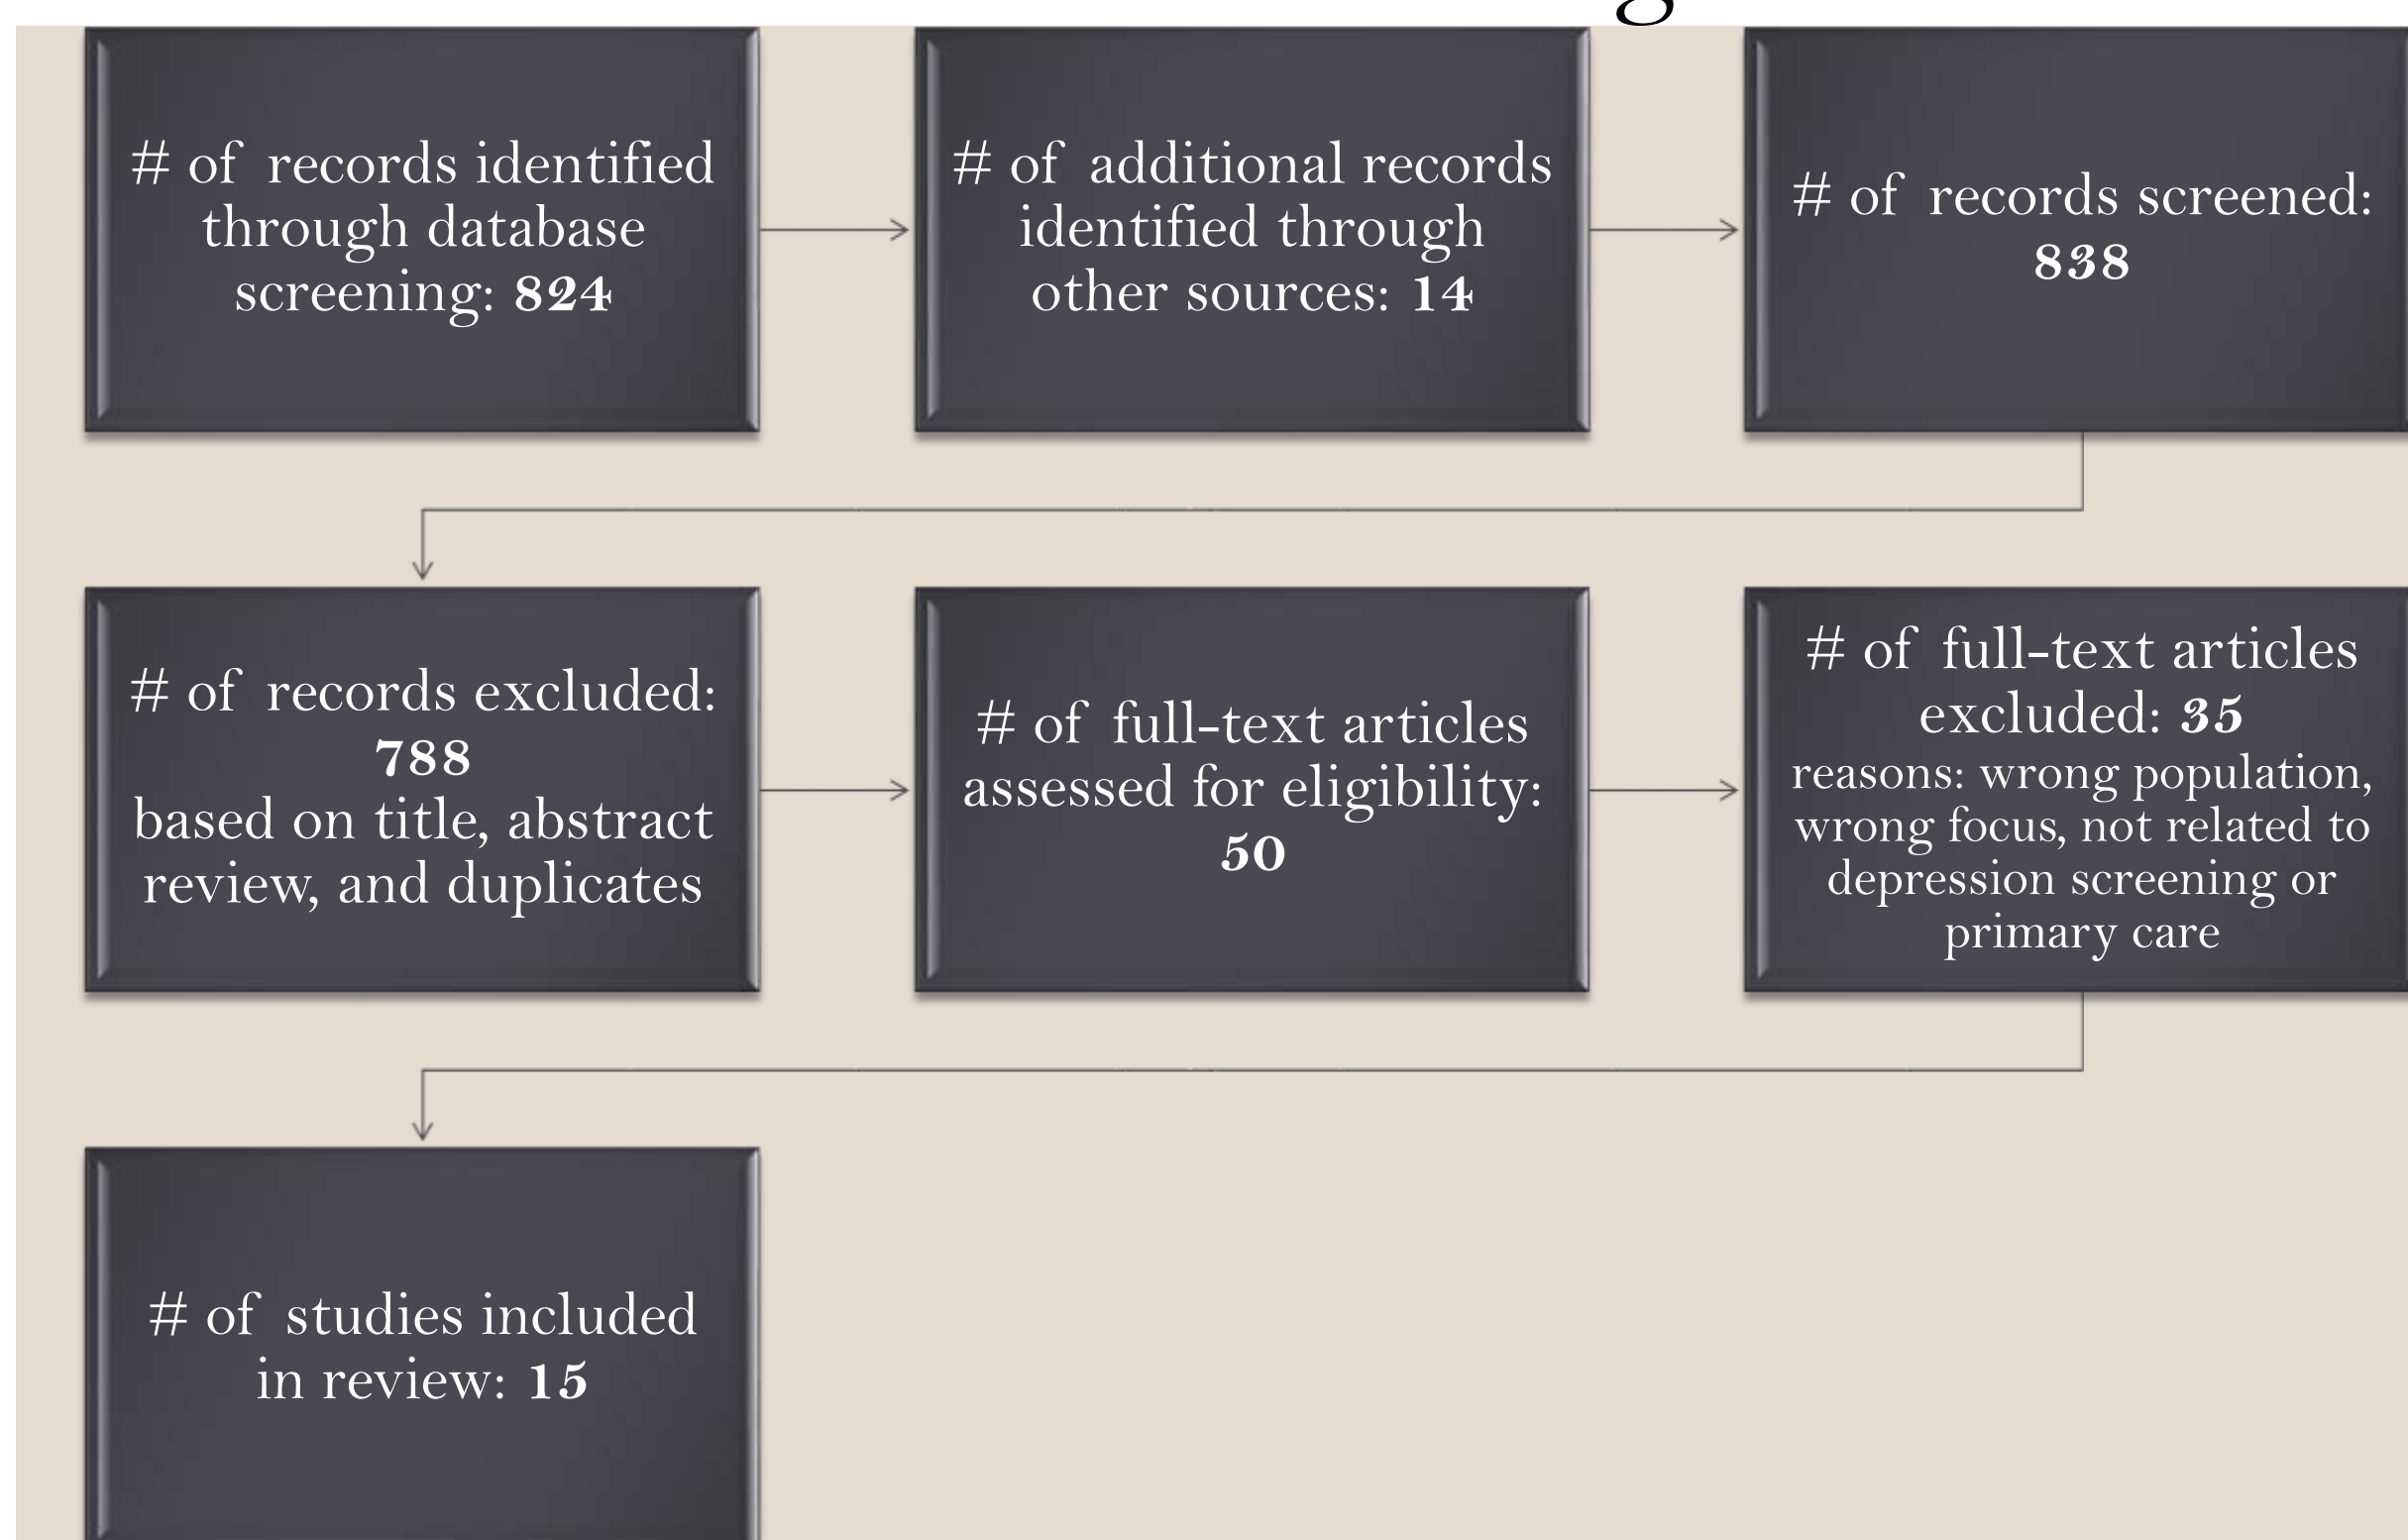 # of records identified
through database
screening: 824
# of additional records
identified through
other sources: 14
# of records screened:
838
# of records excluded:
788
based on title, abstract
review, and duplicates
# of full-text articles
assessed for eligibility:
50
# of full-text articles
excluded: 35
reasons: wrong population,
wrong focus, not related to
depression screening or
primary care
# of studies included
in review: 15